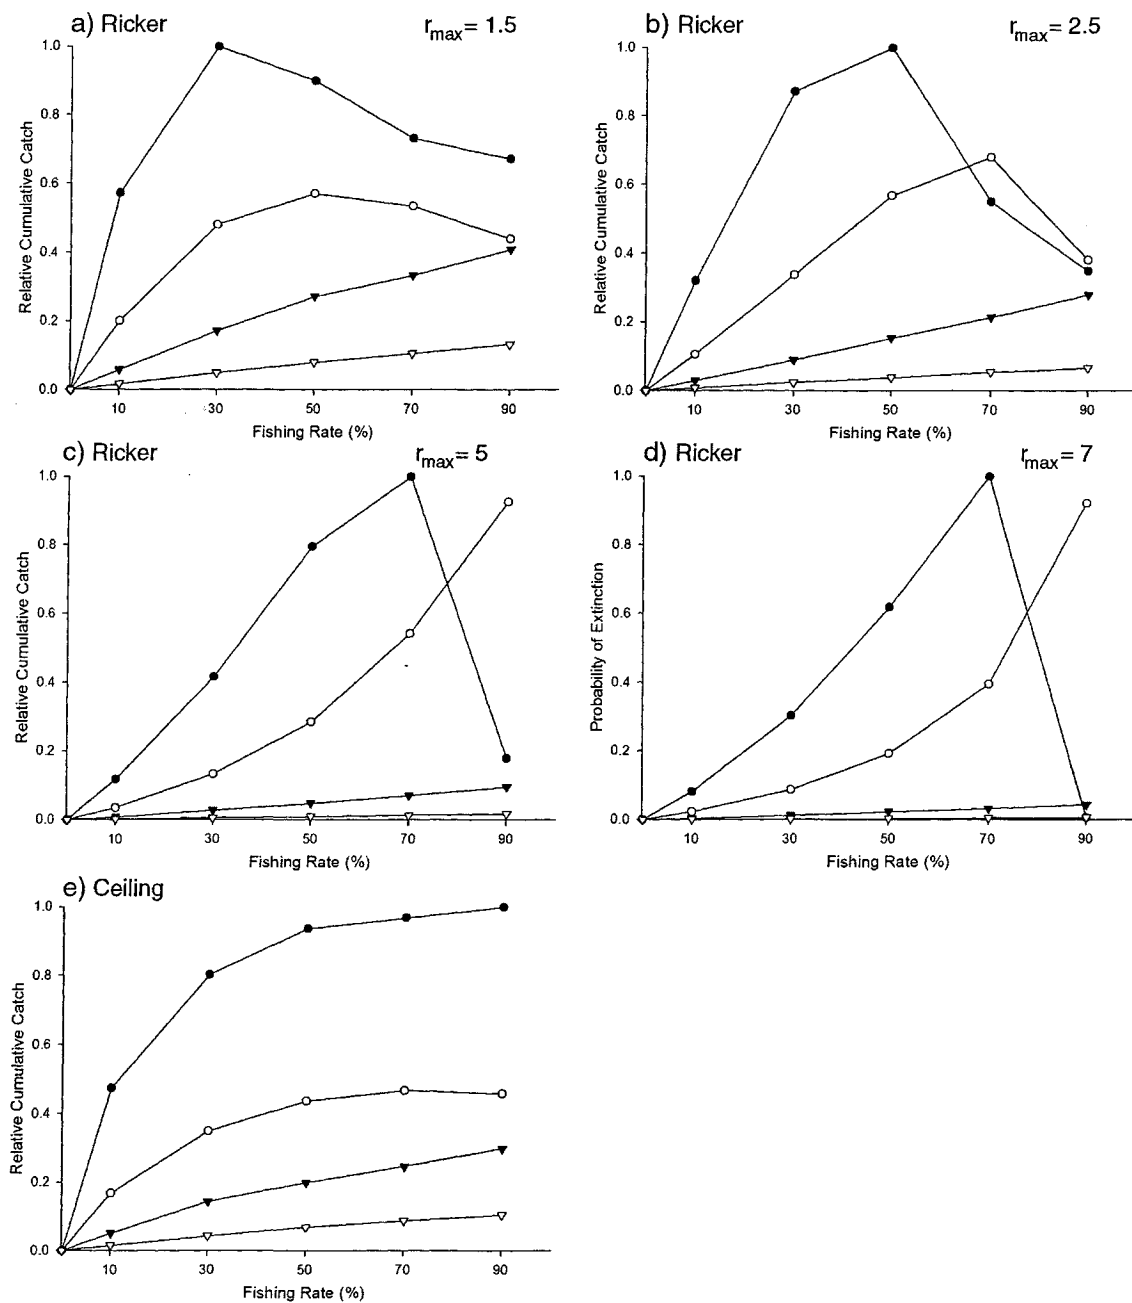 a) Ricker
rmax= 1.5
1.0
0.8
0.6
0.4
0.2
0.0
Relative Cumulative Catch
10 30 50 70 90
Fishing Rate (%)
b) Ricker
rmax= 2.5
1.0
0.8
0.6
0.4
0.2
0.0
Relative Cumulative Catch
10 30 50 70 90
Fishing Rate (%)
c) Ricker
rmax= 5
1.0
0.8
0.6
0.4
0.2
0.0
Relative Cumulative Catch
10 30 50 70 90
Fishing Rate (%)
d) Ricker
rmax= 7
1.0
0.8
0.6
0.4
0.2
0.0
Probability of Extinction
10 30 50 70 90
Fishing Rate (%)
e) Ceiling
1.0
0.8
0.6
0.4
0.2
0.0
Relative Cumulative Catch
10 30 50 70 90
Fishing Rate (%)